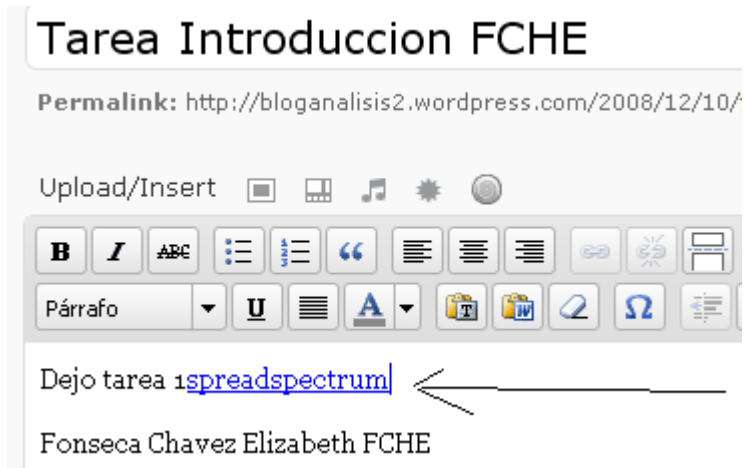 Tarea Introduccion FCHE
Permalink: http://bloganalisis2.wordpress.com/2008/12/10/
Upload/Insert
B I ABC
Párrafo U A T W Ω
Dejo tarea 1spreadspectrum
Fonseca Chavez Elizabeth FCHE